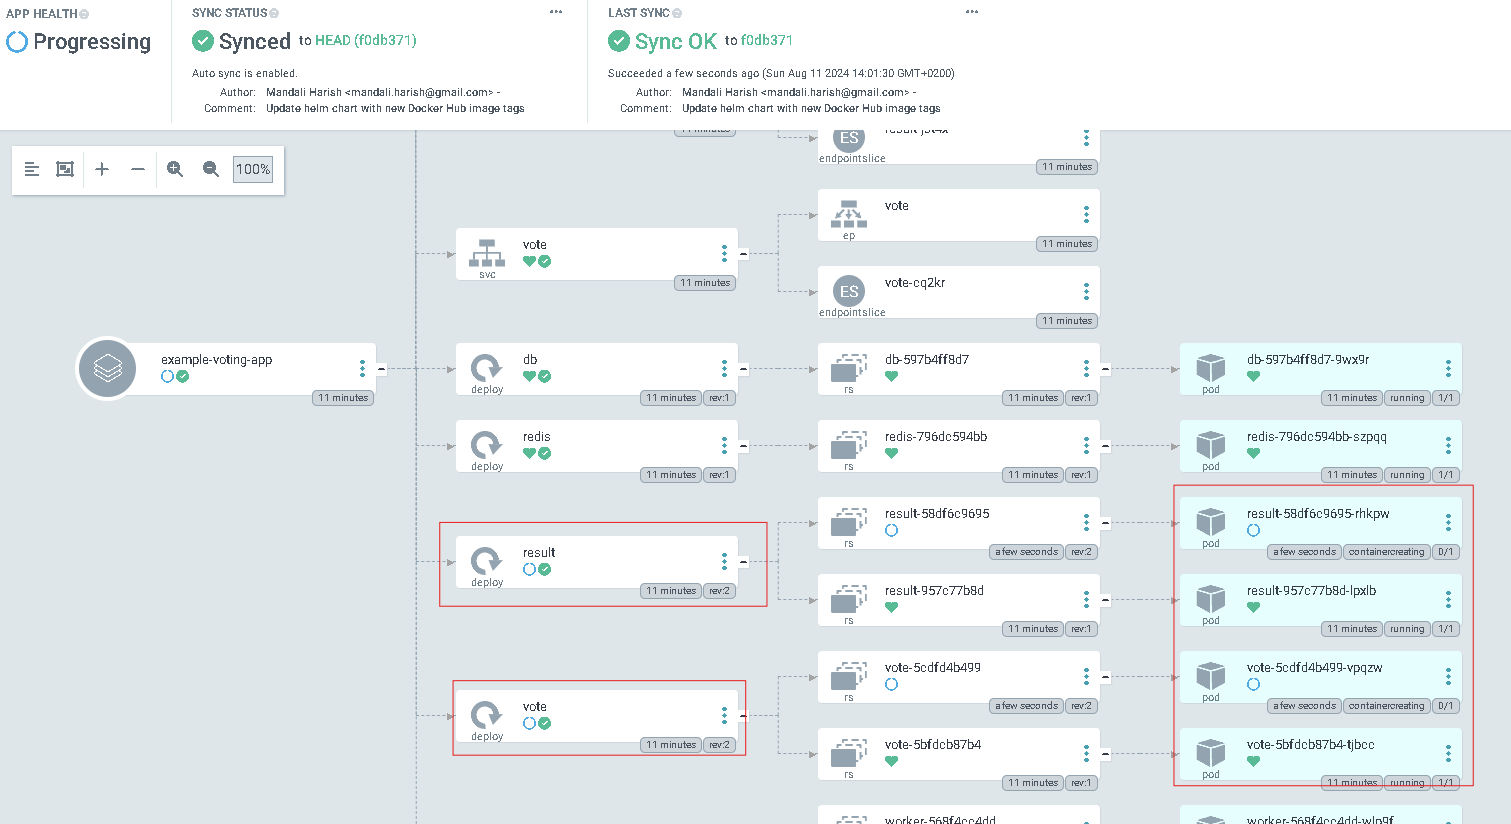 APP HEALTH
Progressing
SYNC STATUS
Synced to HEAD (f0db371)
Auto sync is enabled.
Author: Mandali Harish <mandali.harish@gmail.com> -
Comment: Update helm chart with new Docker Hub image tags
LAST SYNC
Sync OK to f0db371
Succeeded a few seconds ago (Sun Aug 11 2024 14:01:30 GMT+0200)
Author: Mandali Harish <mandali.harish@gmail.com> -
Comment: Update helm chart with new Docker Hub image tags
100%
11 minutes
ES
endpointslice
11 minutes
vote
svc
11 minutes
vote
ep
11 minutes
ES
vote-cq2kr
endpointslice
11 minutes
example-voting-app
11 minutes
db
deploy
11 minutes rev:1
db-597b4ff8d7
rs
11 minutes rev:1
db-597b4ff8d7-9wx9r
pod
11 minutes running 1/1
redis
deploy
11 minutes rev:1
redis-796dc594bb
rs
11 minutes rev:1
redis-796dc594bb-szpqq
pod
11 minutes running 1/1
result
deploy
11 minutes rev:2
result-58df6c9695
rs
a few seconds rev:2
result-58df6c9695-rhkpw
pod
a few seconds containercreating 0/1
result-957c77b8d
rs
11 minutes rev:1
result-957c77b8d-lpxlb
pod
11 minutes running 1/1
vote
deploy
11 minutes rev:2
vote-5cdfd4b499
rs
a few seconds rev:2
vote-5cdfd4b499-vpqzw
pod
a few seconds containercreating 0/1
vote-5bfdcb87b4
rs
11 minutes rev:1
vote-5bfdcb87b4-tjbcc
pod
11 minutes running 1/1
worker-568f4cc4dd
worker-568f4cc4dd-wlp9f